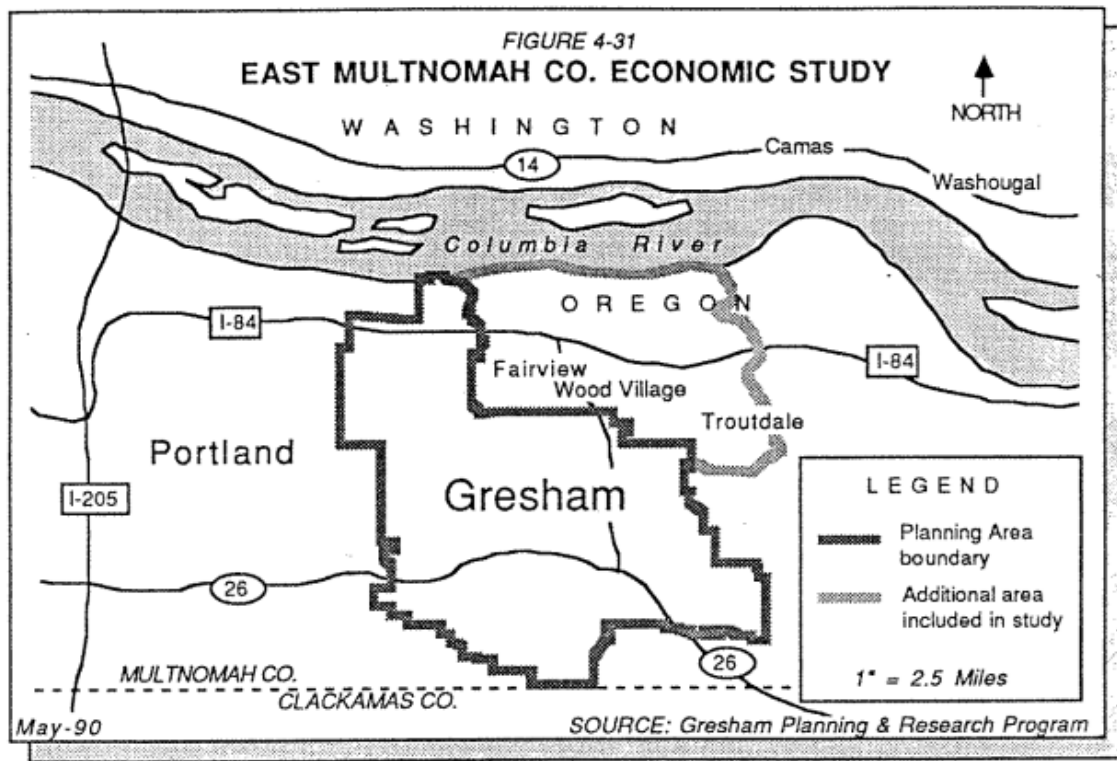 FIGURE 4-31
EAST MULTNOMAH CO. ECONOMIC STUDY
NORTH
WASHINGTON
14
Camas
Washougal
Columbia River
OREGON
I-84
Fairview
I-84
Wood Village
Troutdale
Portland
Gresham
I-205
26
26
LEGEND
Planning Area
boundary
Additional area
included in study
1" = 2.5 Miles
MULTNOMAH CO.
CLACKAMAS CO.
May-90
SOURCE: Gresham Planning & Research Program